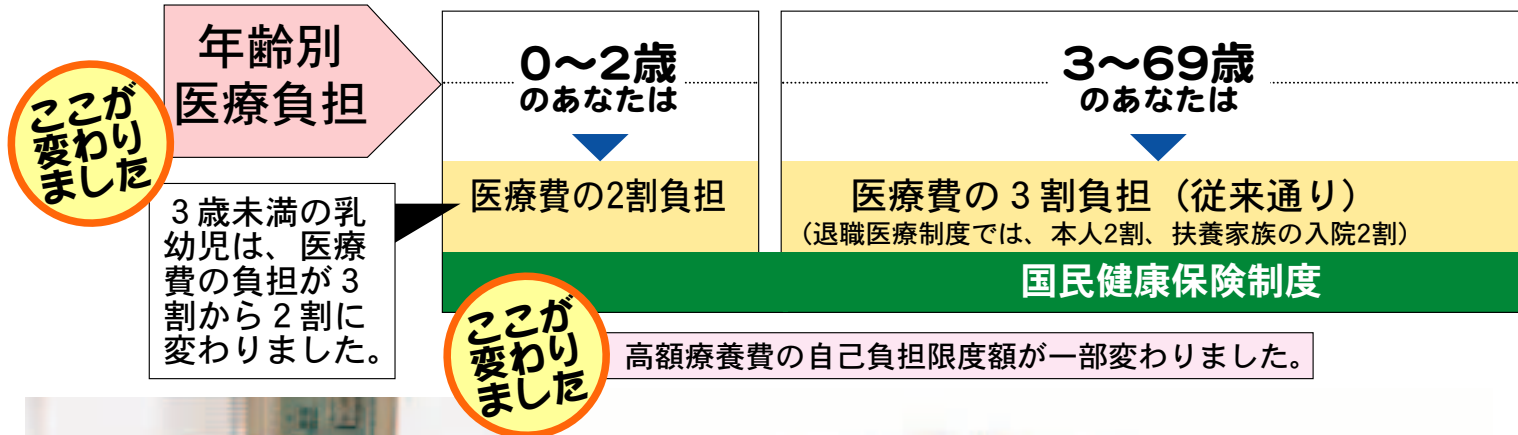 年齢別
医療負担
ここが
変わり
ました
3歳未満の乳
幼児は、医療
費の負担が3
割から2割に
変わりました。
0〜2歳
のあなたは
医療費の2割負担
3〜69歳
のあなたは
医療費の3割負担（従来通り）
（退職医療制度では、本人2割、扶養家族の入院2割）
国民健康保険制度
ここが
変わり
ました
高額療養費の自己負担限度額が一部変わりました。